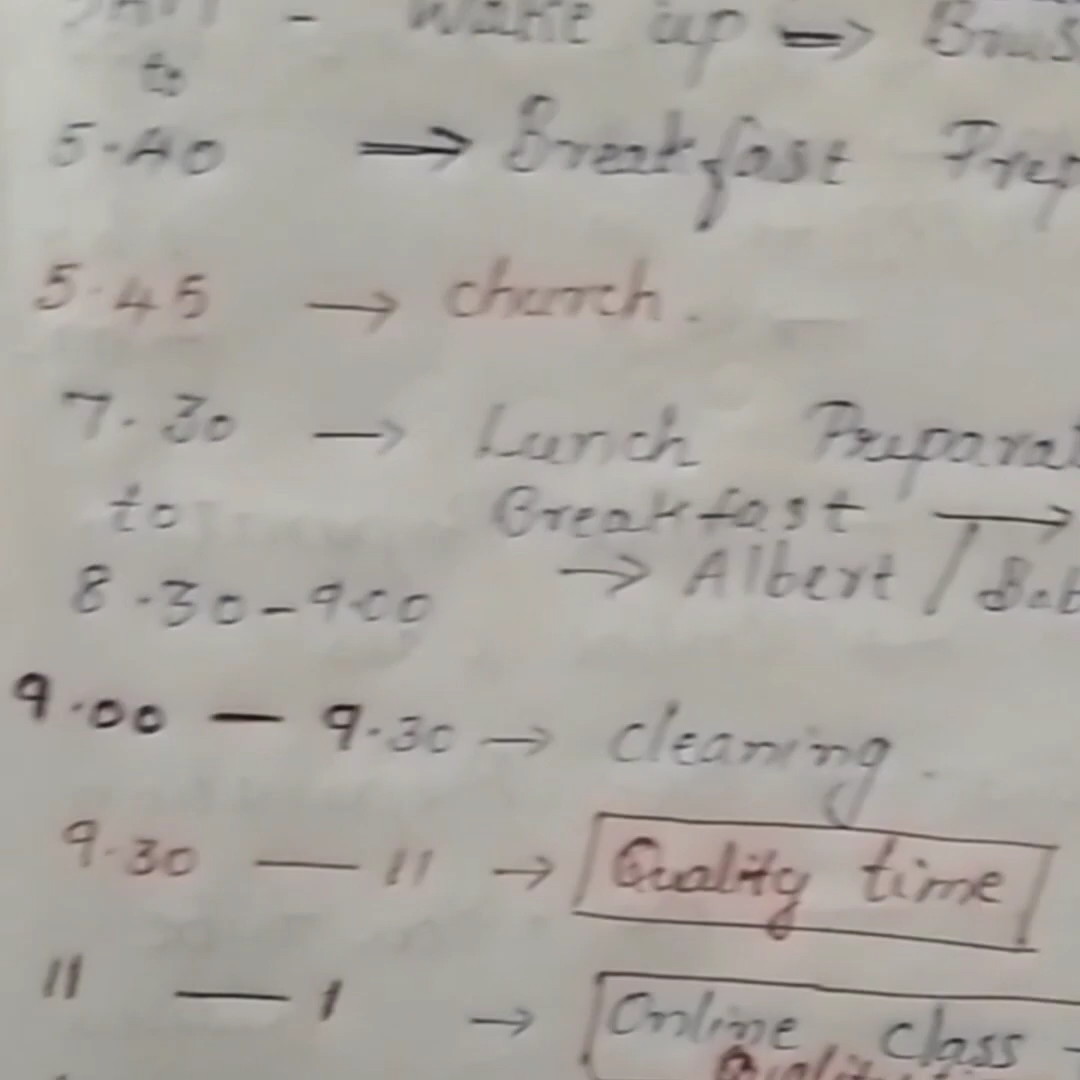 - Wake up ⇒
to
5.40 ⇒ Breakfast
5.45 → church.
7.30 → Lunch
to Breakfast →
8.30-9.00 → Albert /
9.00 — 9.30 → cleaning.
9.30 — 11 → Quality time
11 — 1 → Online class -